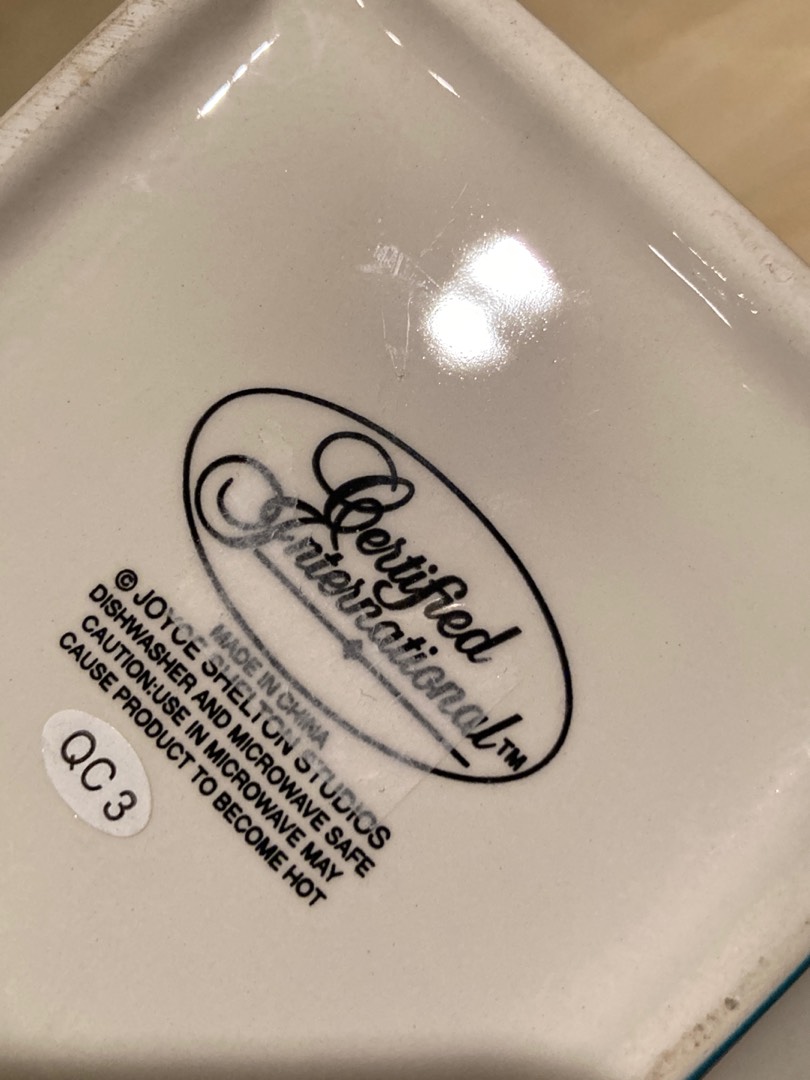 Certified
International™
MADE IN CHINA
© JOYCE SHELTON STUDIOS
DISHWASHER AND MICROWAVE SAFE
CAUTION:USE IN MICROWAVE MAY
CAUSE PRODUCT TO BECOME HOT
QC 3